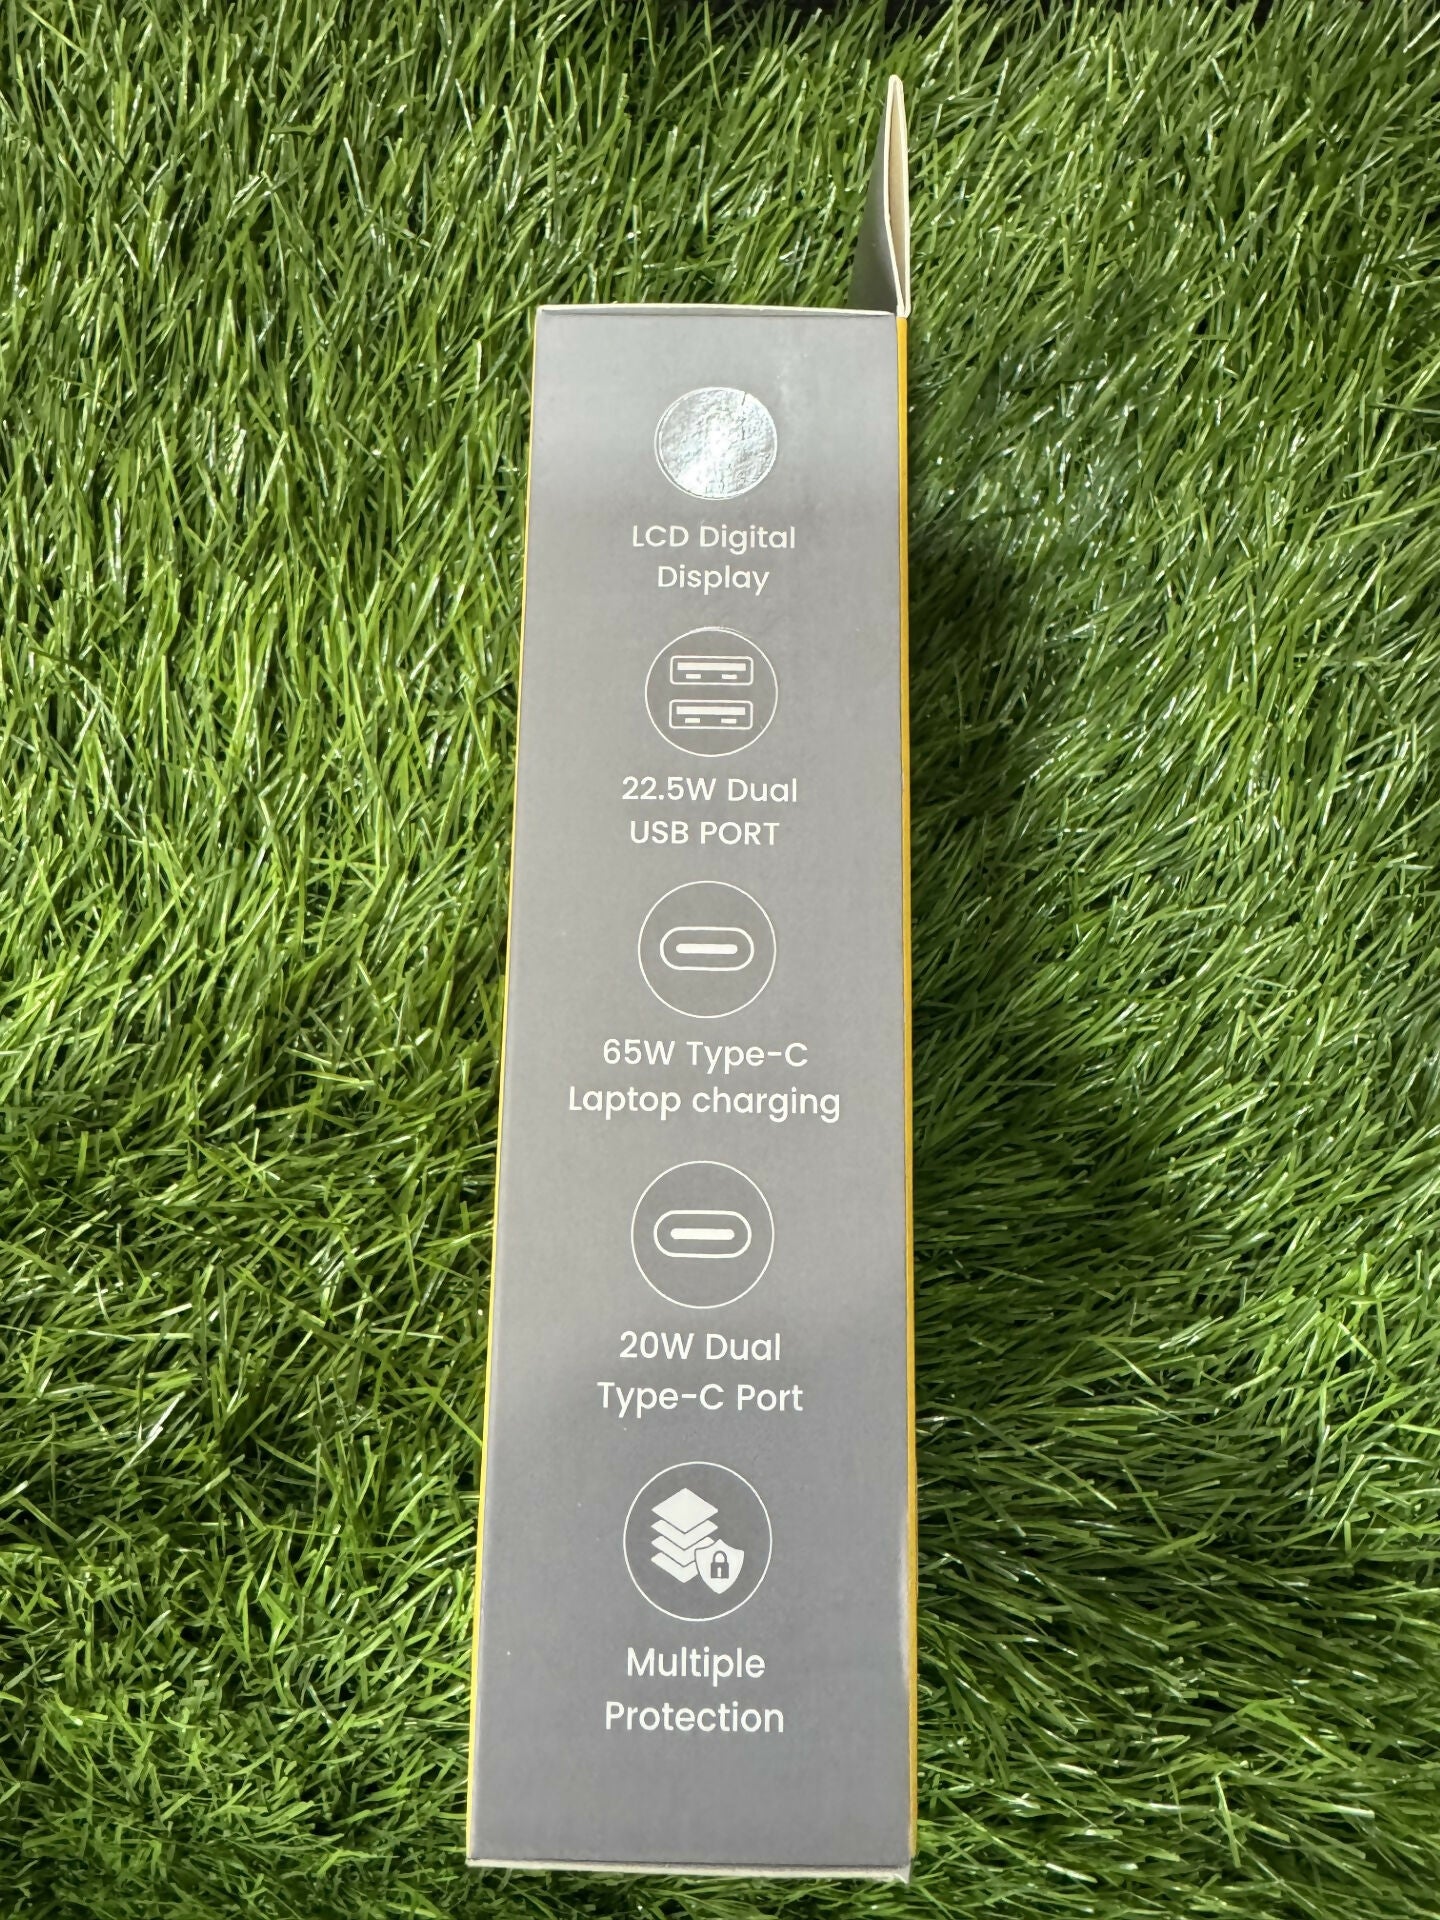 LCD Digital
Display
22.5W Dual
USB PORT
65W Type-C
Laptop charging
20W Dual
Type-C Port
Multiple
Protection